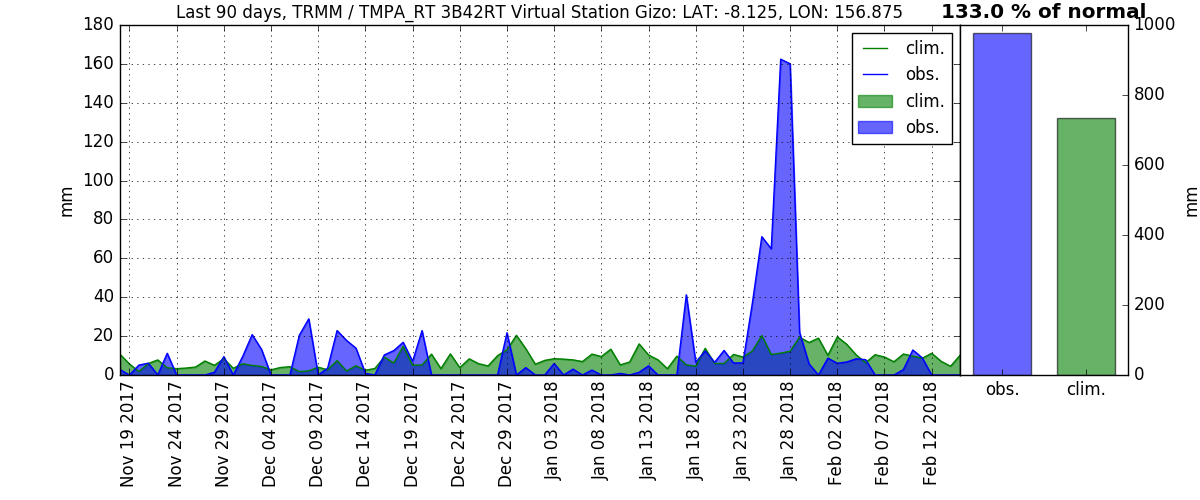 Last 90 days, TRMM / TMPA_RT 3B42RT Virtual Station Gizo: LAT: -8.125, LON: 156.875
133.0 % of normal
180
160
140
120
100
80
60
40
20
0
mm
clim.
obs.
clim.
obs.
Nov 19 2017
Nov 24 2017
Nov 29 2017
Dec 04 2017
Dec 09 2017
Dec 14 2017
Dec 19 2017
Dec 24 2017
Dec 29 2017
Jan 03 2018
Jan 08 2018
Jan 13 2018
Jan 18 2018
Jan 23 2018
Jan 28 2018
Feb 02 2018
Feb 07 2018
Feb 12 2018
1000
800
600
400
200
0
mm
obs.
clim.